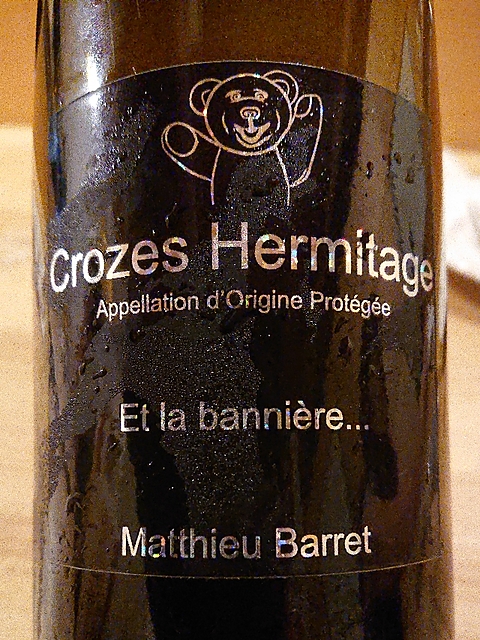 Crozes Hermitage
Appellation d'Origine Protégée
Et la bannière...
Matthieu Barret